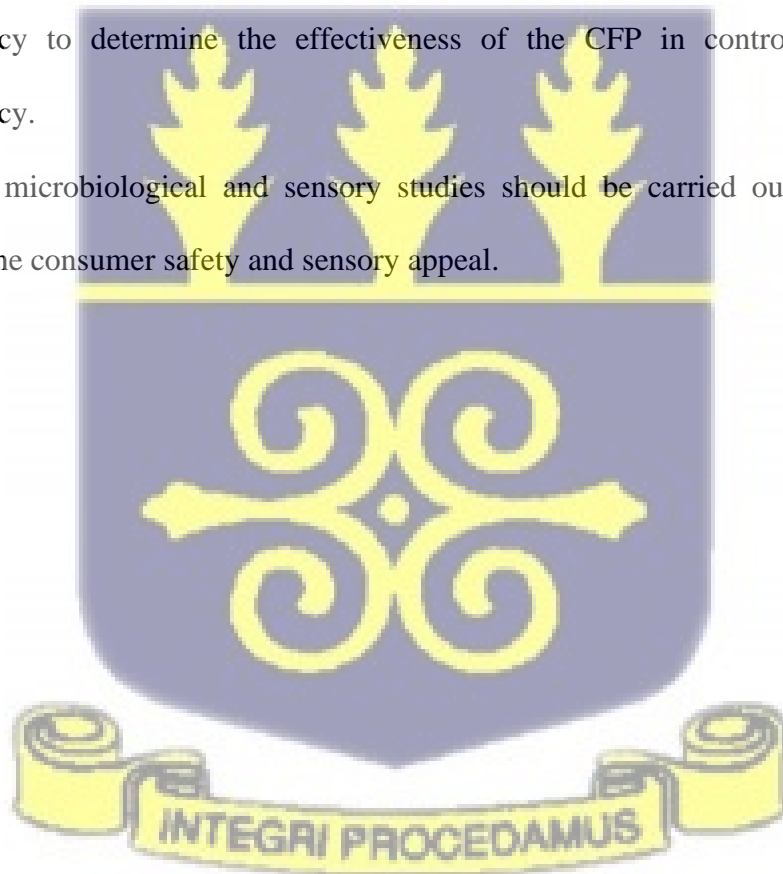 cy to determine the effectiveness of the CFP in contro
cy.
microbiological and sensory studies should be carried ou
ne consumer safety and sensory appeal.
INTEGRI PROCEDAMUS